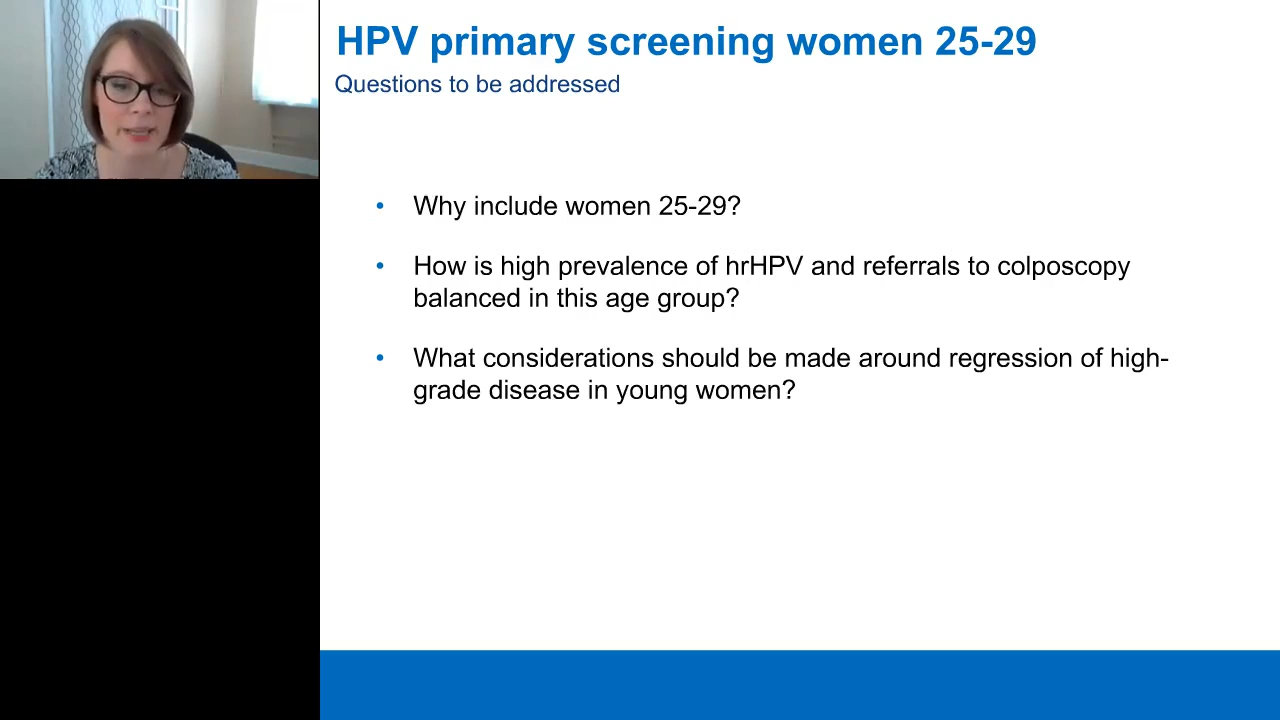 HPV primary screening women 25-29
Questions to be addressed
• Why include women 25-29?
• How is high prevalence of hrHPV and referrals to colposcopy
balanced in this age group?
• What considerations should be made around regression of high-
grade disease in young women?